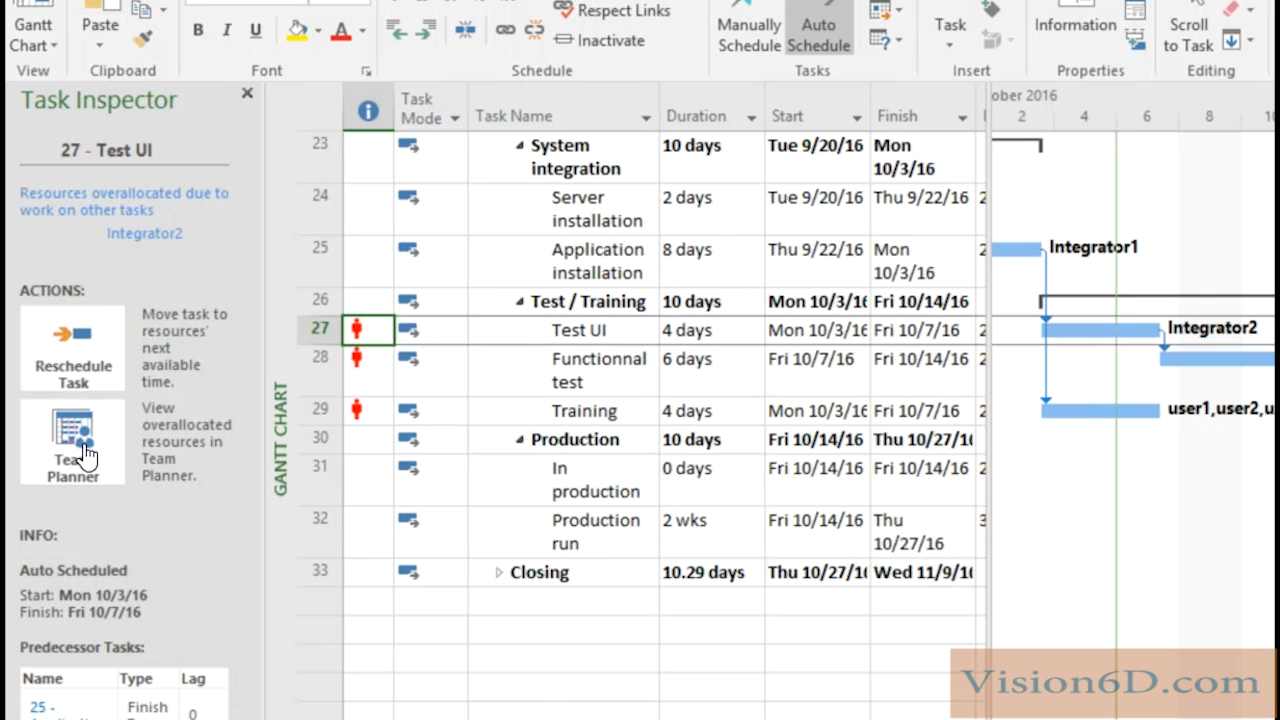 Gantt
Chart
View
Paste
Clipboard
B I U A
Font
Respect Links
Inactivate
Schedule
Manually
Schedule
Auto
Schedule
Tasks
Task
Insert
Information
Properties
Scroll
to Task
Editing
Task Inspector
27 - Test UI
Resources overallocated due to
work on other tasks
Integrator2
ACTIONS:
Reschedule
Task
Move task to
resources'
next
available
time.
Planner
View
overallocated
resources in
Team
Planner.
INFO:
Auto Scheduled
Start: Mon 10/3/16
Finish: Fri 10/7/16
Predecessor Tasks:
Name Type Lag
25 - Finish 0
GANTT CHART
Task
Mode Task Name Duration Start Finish
23 System
integration 10 days Tue 9/20/16 Mon
10/3/16
24 Server
installation 2 days Tue 9/20/16 Thu 9/22/16 2
25 Application
installation 8 days Thu 9/22/16 Mon
10/3/16 2
26 Test / Training 10 days Mon 10/3/16 Fri 10/14/16
27 Test UI 4 days Mon 10/3/16 Fri 10/7/16 2
28 Functionnal
test 6 days Fri 10/7/16 Fri 10/14/16 2
29 Training 4 days Mon 10/3/16 Fri 10/7/16 2
30 Production 10 days Fri 10/14/16 Thu 10/27/1
31 In
production 0 days Fri 10/14/16 Fri 10/14/16 2
32 Production
run 2 wks Fri 10/14/16 Thu
10/27/16 3
33 Closing 10.29 days Thu 10/27/1 Wed 11/9/1
ober 2016
2 4 6 8 10
Integrator1
Integrator2
user1,user2,u
Vision6D.com